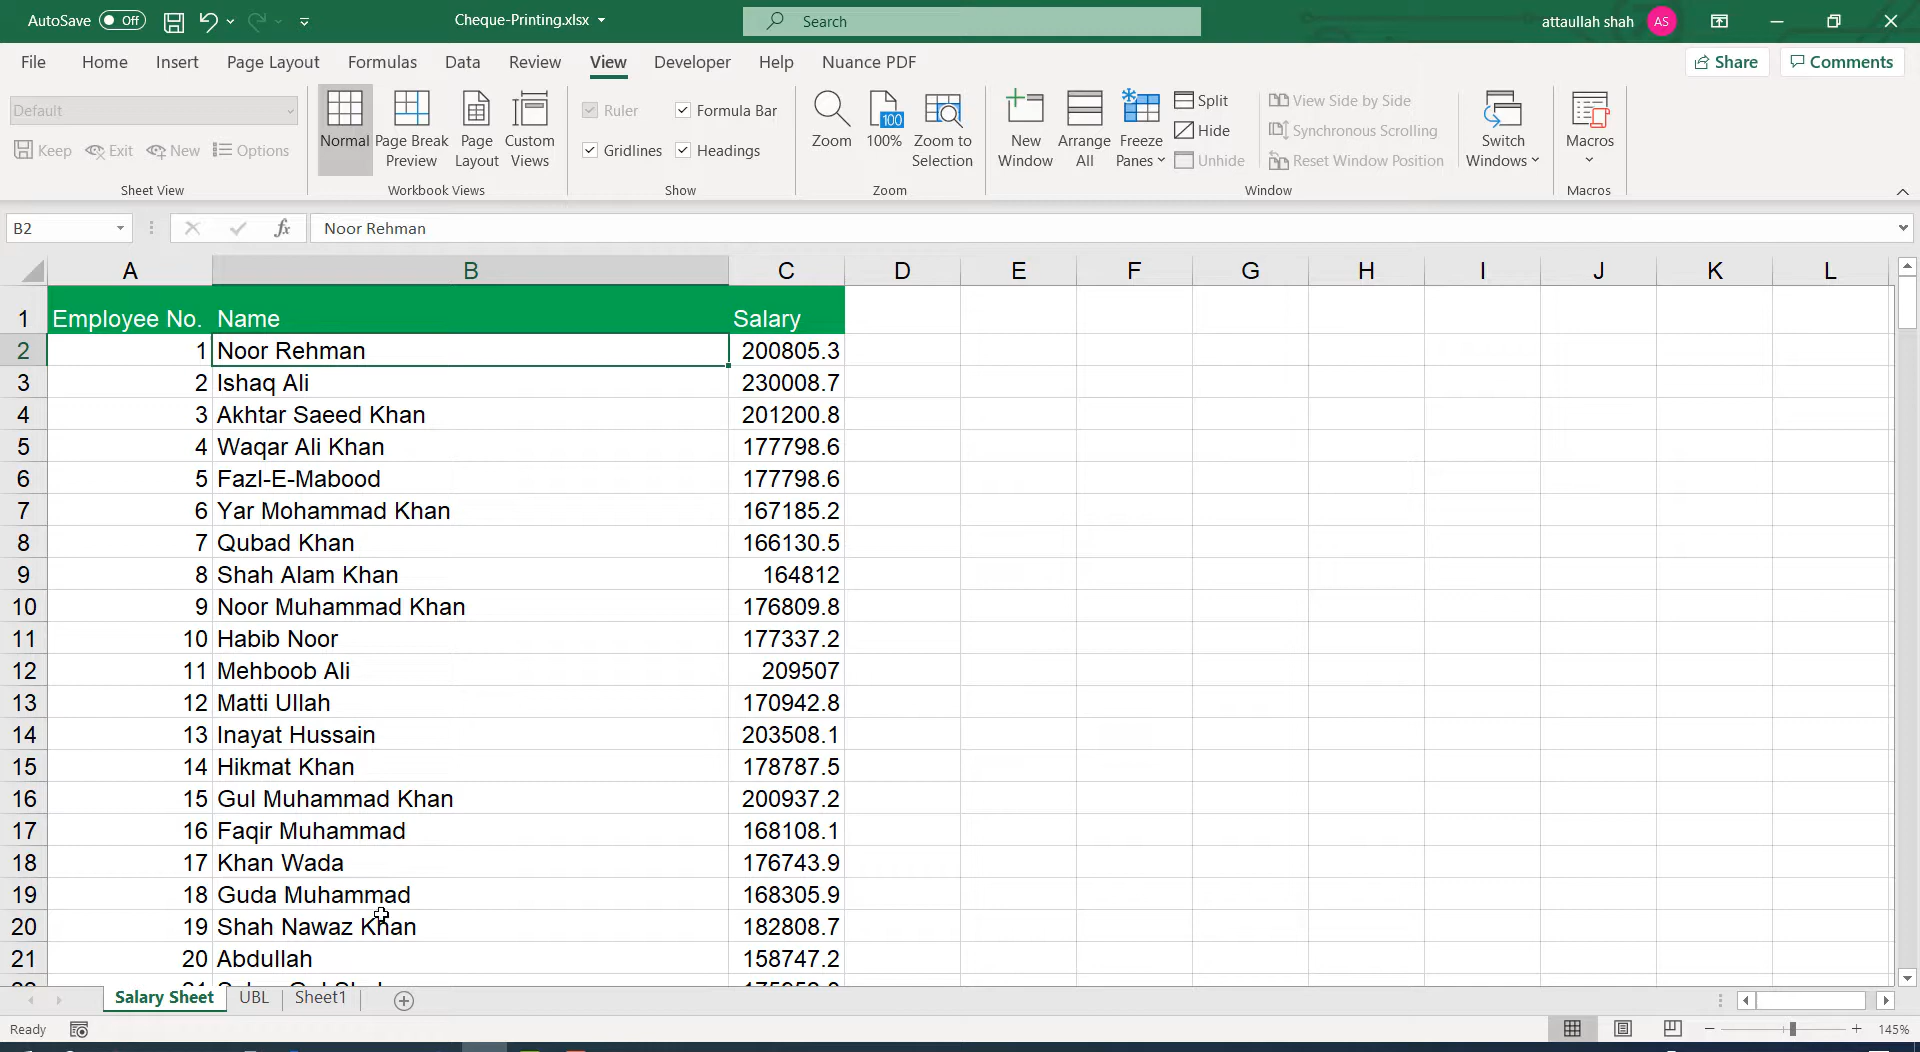 AutoSave Off Cheque-Printing.xlsx Search attaullah shah AS
File Home Insert Page Layout Formulas Data Review View Developer Help Nuance PDF Share Comments
Default
Keep Exit New Options
Sheet View
Normal Page Break Preview Page Layout Custom Views
Workbook Views
Ruler Formula Bar
Gridlines Headings
Show
Zoom 100 100% Zoom to Selection
Zoom
New Window Arrange All Freeze Panes
Split View Side by Side
Hide Synchronous Scrolling
Unhide Reset Window Position
Switch Windows
Window
Macros
Macros
B2 fx Noor Rehman
A B C D E F G H I J K L
1 Employee No. Name Salary
2 1 Noor Rehman 200805.3
3 2 Ishaq Ali 230008.7
4 3 Akhtar Saeed Khan 201200.8
5 4 Waqar Ali Khan 177798.6
6 5 Fazl-E-Mabood 177798.6
7 6 Yar Mohammad Khan 167185.2
8 7 Qubad Khan 166130.5
9 8 Shah Alam Khan 164812
10 9 Noor Muhammad Khan 176809.8
11 10 Habib Noor 177337.2
12 11 Mehboob Ali 209507
13 12 Matti Ullah 170942.8
14 13 Inayat Hussain 203508.1
15 14 Hikmat Khan 178787.5
16 15 Gul Muhammad Khan 200937.2
17 16 Faqir Muhammad 168108.1
18 17 Khan Wada 176743.9
19 18 Guda Muhammad 168305.9
20 19 Shah Nawaz Khan 182808.7
21 20 Abdullah 158747.2
Salary Sheet UBL Sheet1
Ready 145%